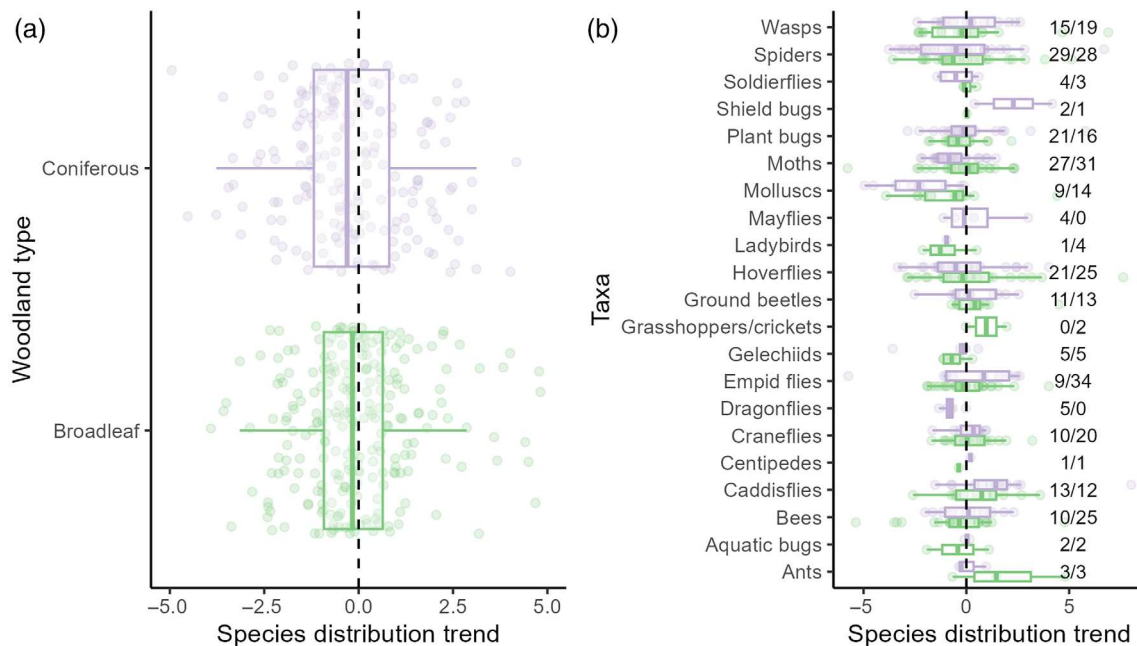 (a)
Woodland type
Coniferous
Broadleaf
−5.0 −2.5 0.0 2.5 5.0
Species distribution trend
(b)
Taxa
Wasps 15/19
Spiders 29/28
Soldierflies 4/3
Shield bugs 2/1
Plant bugs 21/16
Moths 27/31
Molluscs 9/14
Mayflies 4/0
Ladybirds 1/4
Hoverflies 21/25
Ground beetles 11/13
Grasshoppers/crickets 0/2
Gelechiids 5/5
Empid flies 9/34
Dragonflies 5/0
Craneflies 10/20
Centipedes 1/1
Caddisflies 13/12
Bees 10/25
Aquatic bugs 2/2
Ants 3/3
−5 0 5
Species distribution trend